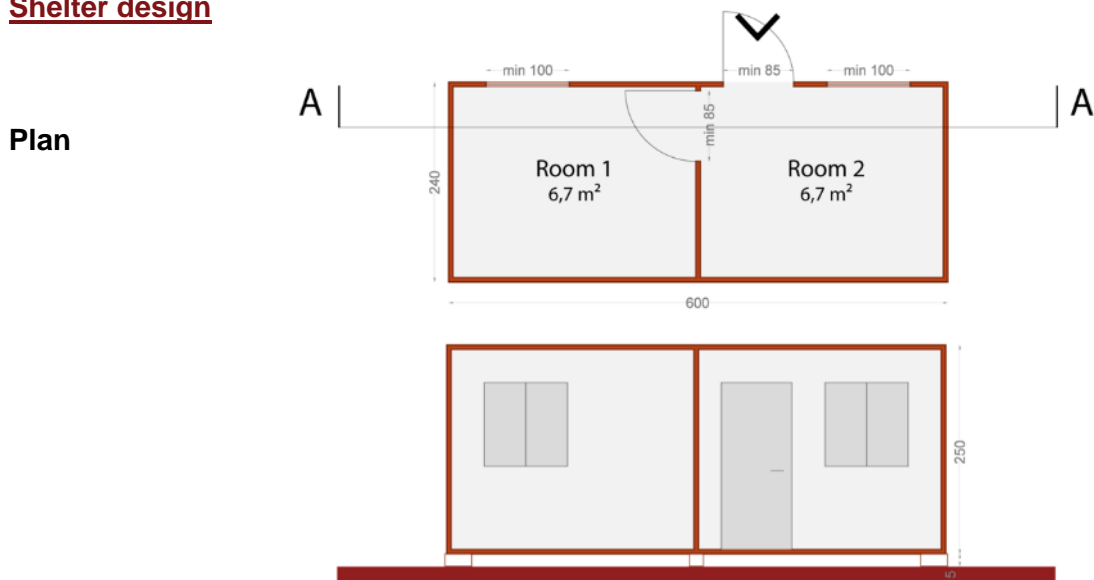 Shelter design
min 100
min 85
min 100
A
A
Plan
min 85
Room 1
6,7 m²
Room 2
6,7 m²
240
600
250